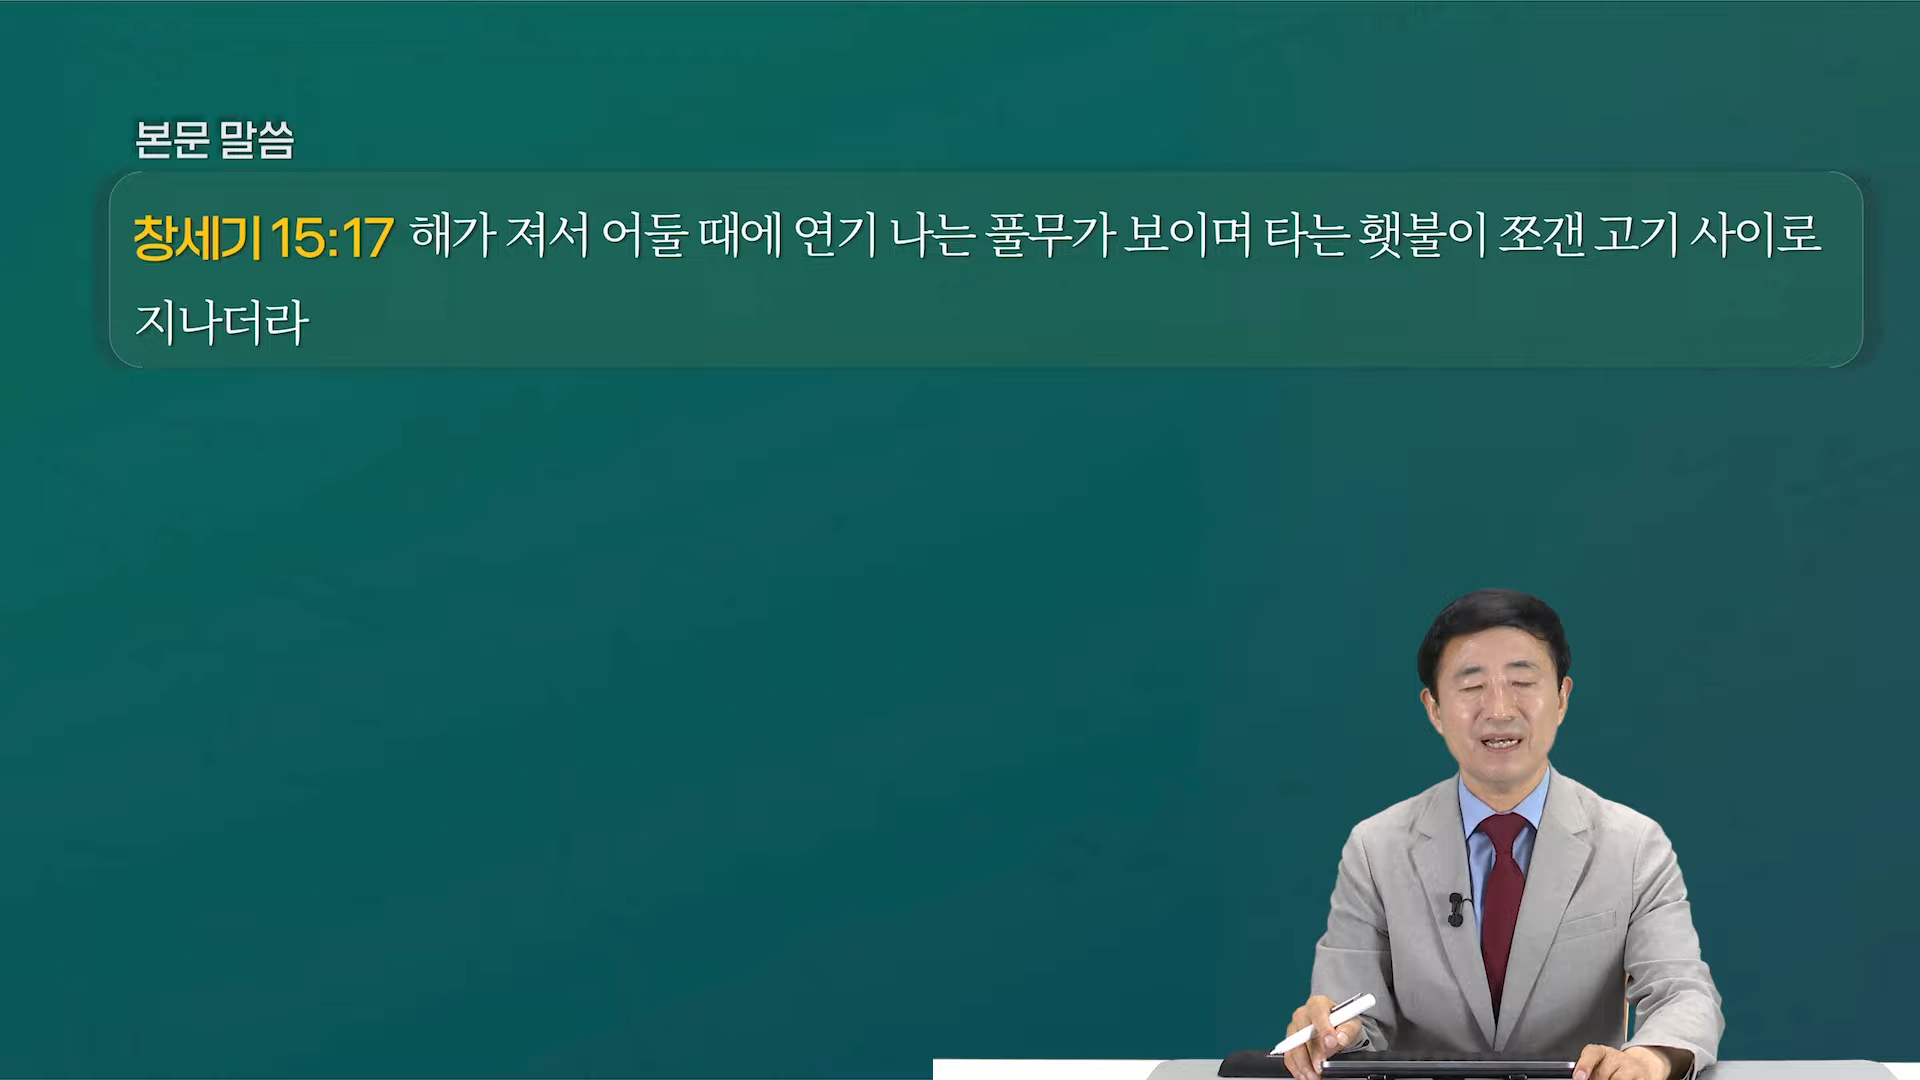 본문 말씀
창세기 15:17 해가 져서 어둘 때에 연기 나는 풀무가 보이며 타는 횃불이 쪼갠 고기 사이로
지나더라